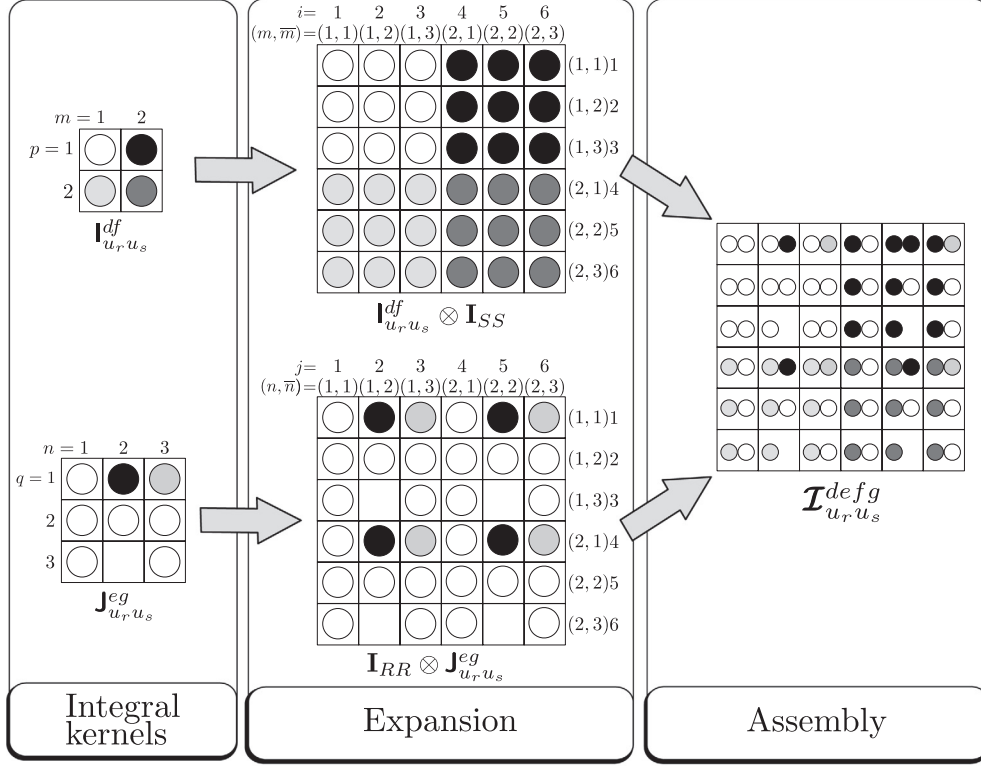 i= 1 2 3 4 5 6
(m, m̅)=(1, 1)(1, 2)(1, 3)(2, 1)(2, 2)(2, 3)
(1, 1)1
(1, 2)2
(1, 3)3
(2, 1)4
(2, 2)5
(2, 3)6
I^{df}_{u_r u_s} ⊗ I_{SS}
m = 1 2
p = 1
2
I^{df}_{u_r u_s}
j= 1 2 3 4 5 6
(n, n̅)=(1, 1)(1, 2)(1, 3)(2, 1)(2, 2)(2, 3)
(1, 1)1
(1, 2)2
(1, 3)3
(2, 1)4
(2, 2)5
(2, 3)6
I_{RR} ⊗ J^{eg}_{u_r u_s}
n = 1 2 3
q = 1
2
3
J^{eg}_{u_r u_s}
𝓘^{defg}_{u_r u_s}
Integral
kernels
Expansion
Assembly